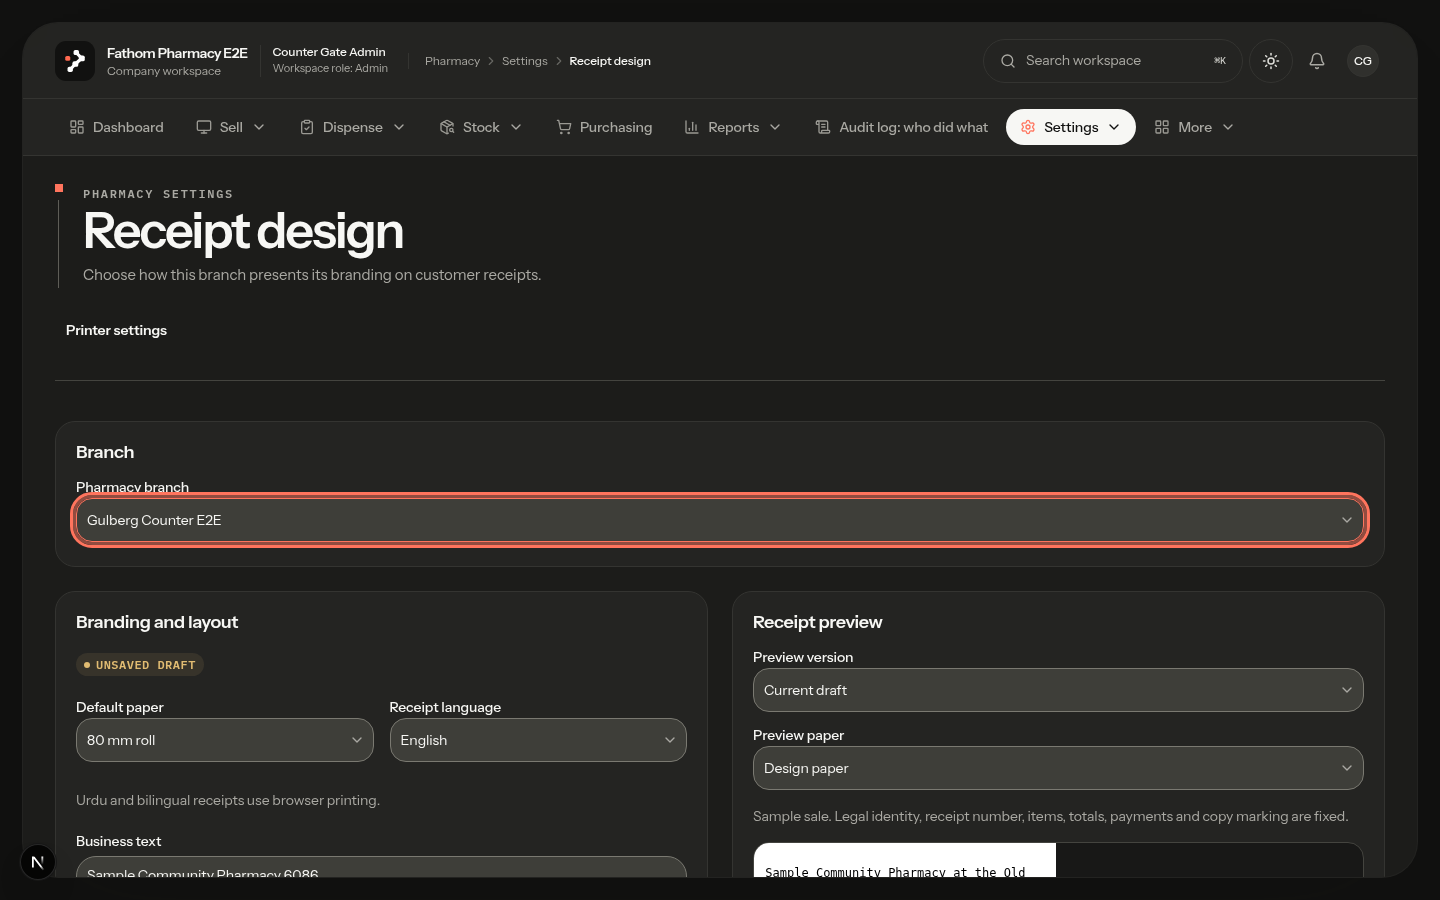 Fathom Pharmacy E2E
Company workspace
Counter Gate Admin
Workspace role: Admin
Pharmacy
Settings
Receipt design
Search workspace
⌘K
CG
Dashboard
Sell
Dispense
Stock
Purchasing
Reports
Audit log: who did what
Settings
More
PHARMACY SETTINGS
Receipt design
Choose how this branch presents its branding on customer receipts.
Printer settings
Branch
Pharmacy branch
Gulberg Counter E2E
Branding and layout
UNSAVED DRAFT
Default paper
Receipt language
80 mm roll
English
Urdu and bilingual receipts use browser printing.
Business text
Sample Community Pharmacy 6086
Receipt preview
Preview version
Current draft
Preview paper
Design paper
Sample sale. Legal identity, receipt number, items, totals, payments and copy marking are fixed.
Sample Community Pharmacy at the Old
N